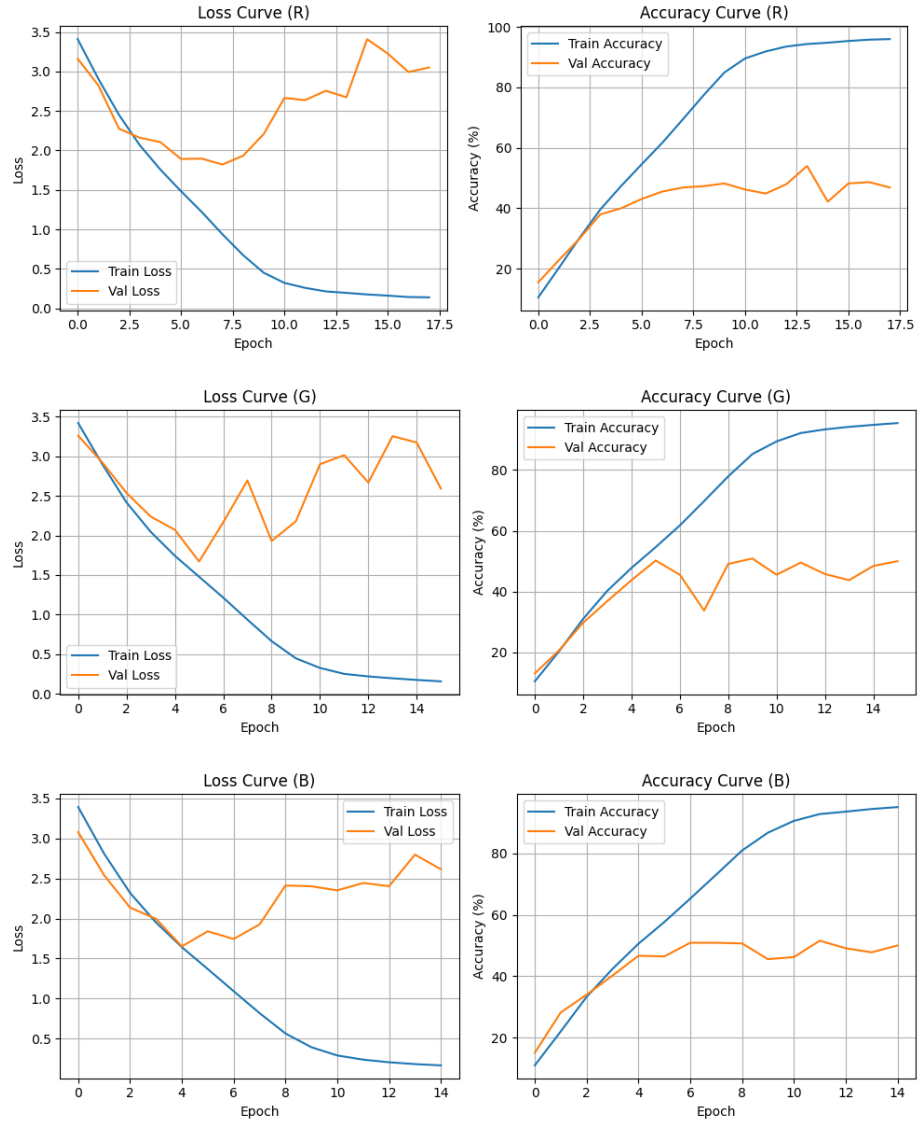 Loss Curve (R)
3.5
3.0
2.5
2.0
1.5
1.0
0.5
0.0
Loss
Train Loss
Val Loss
0.0 2.5 5.0 7.5 10.0 12.5 15.0 17.5
Epoch
Accuracy Curve (R)
100
80
60
40
20
Accuracy (%)
Train Accuracy
Val Accuracy
0.0 2.5 5.0 7.5 10.0 12.5 15.0 17.5
Epoch
Loss Curve (G)
3.5
3.0
2.5
2.0
1.5
1.0
0.5
0.0
Loss
Train Loss
Val Loss
0 2 4 6 8 10 12 14
Epoch
Accuracy Curve (G)
80
60
40
20
Accuracy (%)
Train Accuracy
Val Accuracy
0 2 4 6 8 10 12 14
Epoch
Loss Curve (B)
3.5
3.0
2.5
2.0
1.5
1.0
0.5
Loss
Train Loss
Val Loss
0 2 4 6 8 10 12 14
Epoch
Accuracy Curve (B)
80
60
40
20
Accuracy (%)
Train Accuracy
Val Accuracy
0 2 4 6 8 10 12 14
Epoch